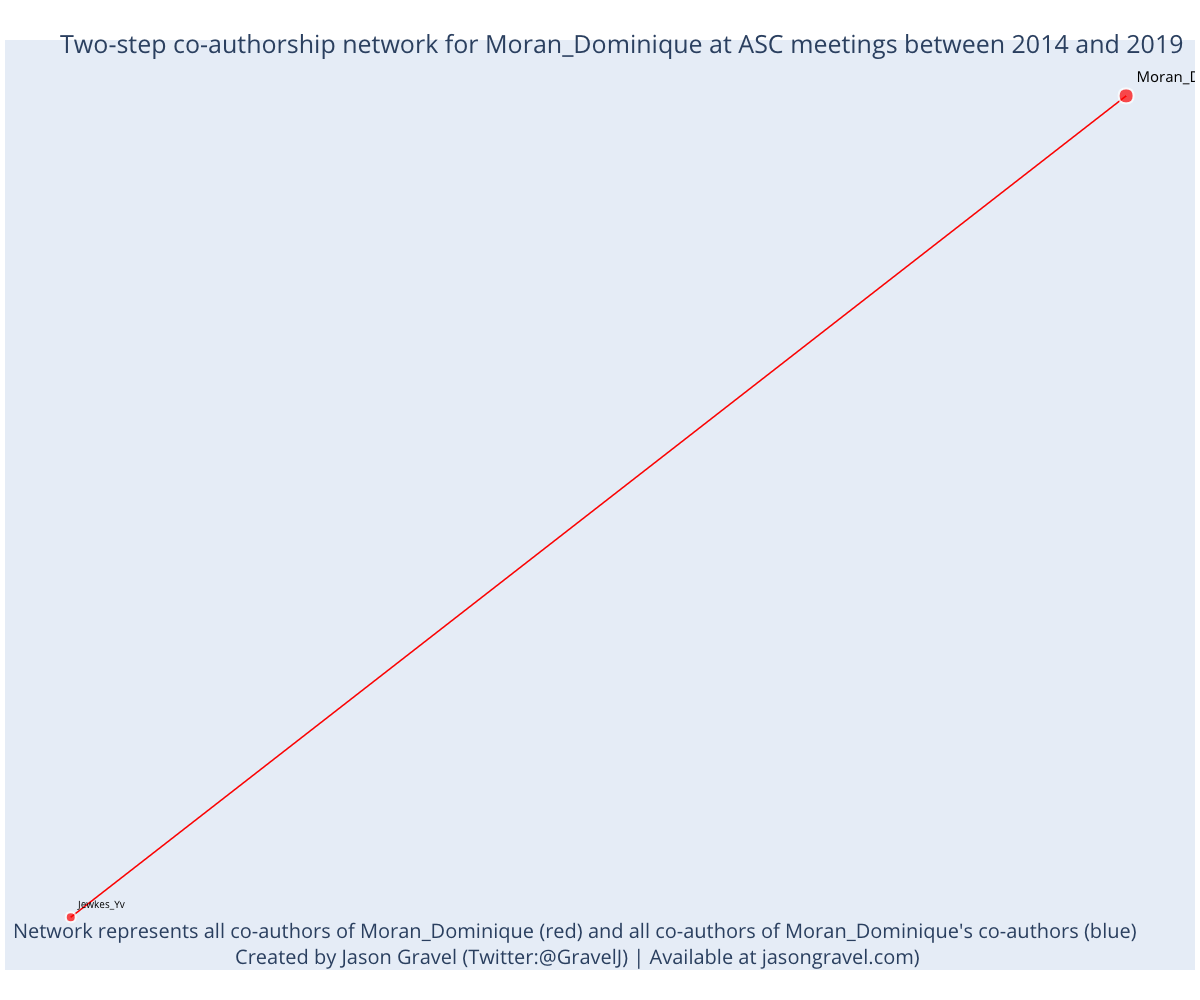 Two-step co-authorship network for Moran_Dominique at ASC meetings between 2014 and 2019
Moran_D
Jewkes_Yv
Network represents all co-authors of Moran_Dominique (red) and all co-authors of Moran_Dominique's co-authors (blue)
Created by Jason Gravel (Twitter:@GravelJ) | Available at jasongravel.com)